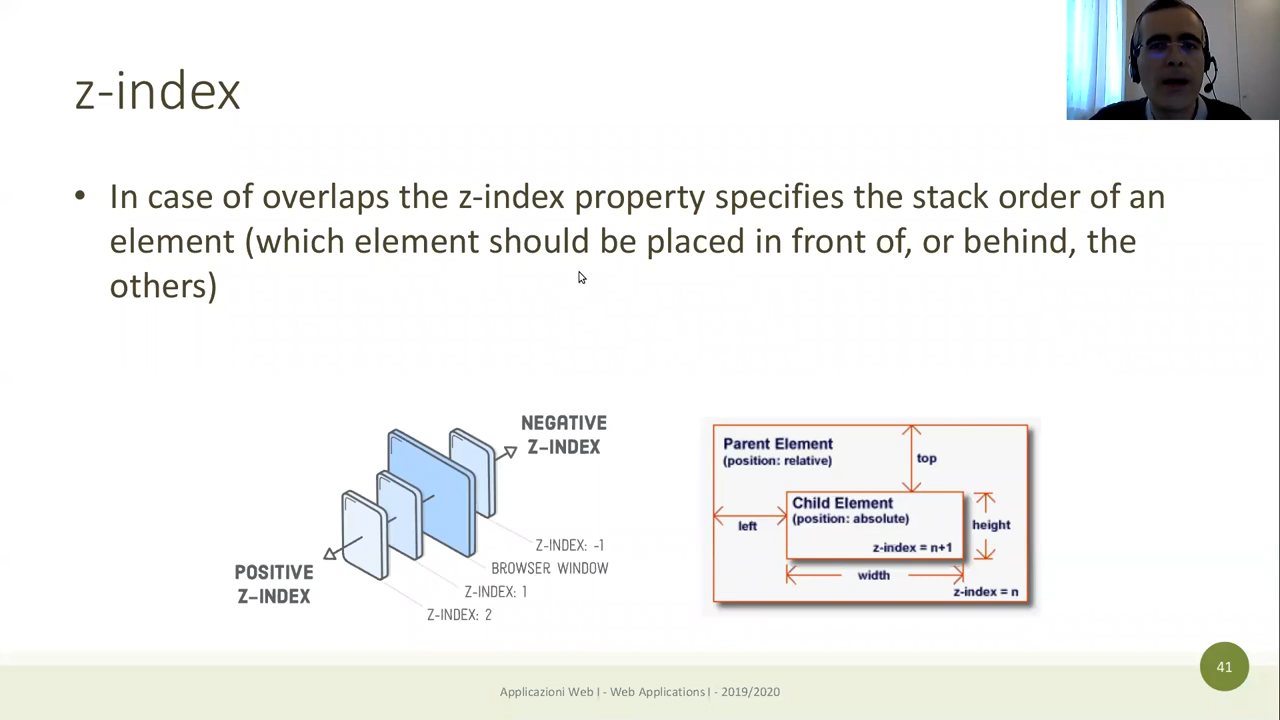 z-index
• In case of overlaps the z-index property specifies the stack order of an
element (which element should be placed in front of, or behind, the
others)
NEGATIVE
Z-INDEX
Z-INDEX: -1
BROWSER WINDOW
Z-INDEX: 1
Z-INDEX: 2
POSITIVE
Z-INDEX
Parent Element
(position: relative)
top
Child Element
(position: absolute)
left
height
z-index = n+1
width
z-index = n
41
Applicazioni Web I - Web Applications I - 2019/2020